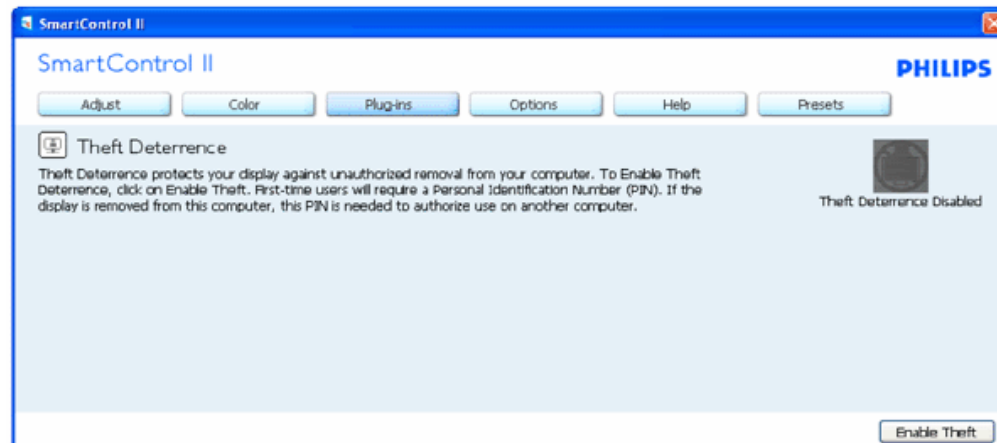 SmartControl II
SmartControl II
PHILIPS
Adjust Color Plug-ins Options Help Presets
Theft Deterrence
Theft Deterrence protects your display against unauthorized removal from your computer. To Enable Theft
Deterrence, click on Enable Theft. First-time users will require a Personal Identification Number (PIN). If the
display is removed from this computer, this PIN is needed to authorize use on another computer.
Theft Deterrence Disabled
Enable Theft